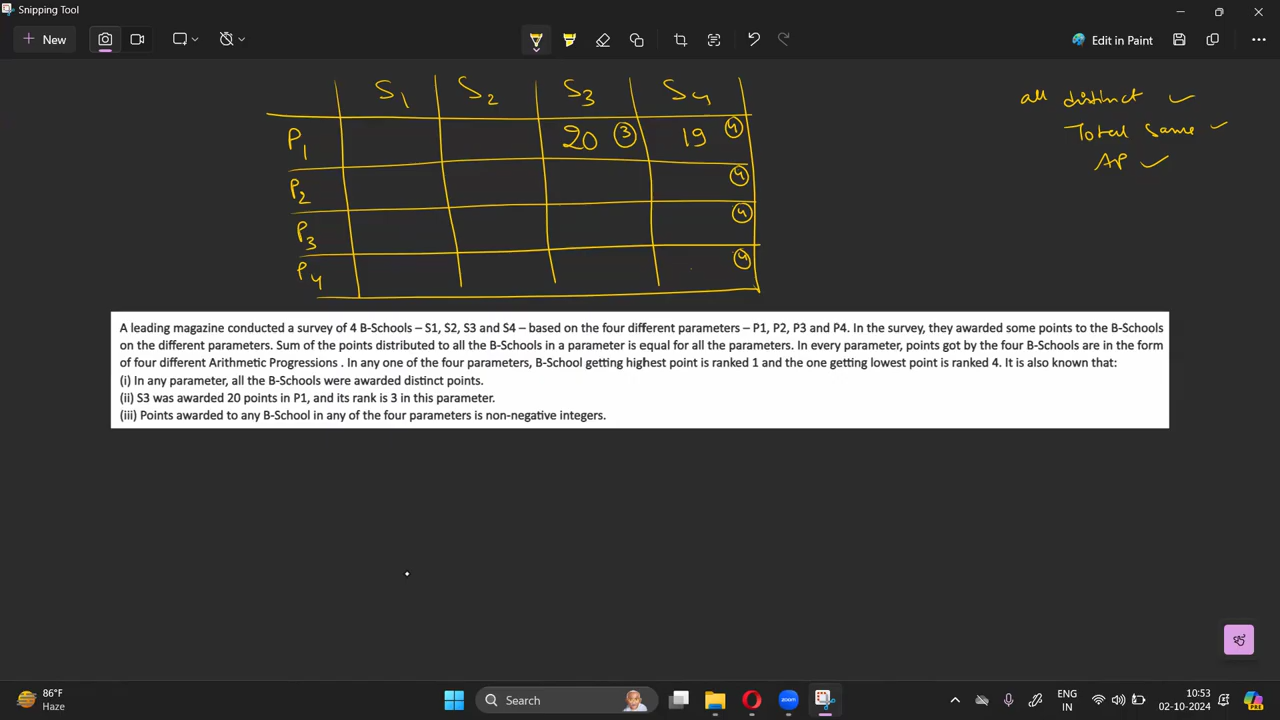 Snipping Tool
New
Edit in Paint
S1 S2 S3 S4
P1 20 3 19 4
P2 4
P3 4
P4 4
all distinct ✓
Total same ✓
AP ✓
A leading magazine conducted a survey of 4 B-Schools – S1, S2, S3 and S4 – based on the four different parameters – P1, P2, P3 and P4. In the survey, they awarded some points to the B-Schools
on the different parameters. Sum of the points distributed to all the B-Schools in a parameter is equal for all the parameters. In every parameter, points got by the four B-Schools are in the form
of four different Arithmetic Progressions . In any one of the four parameters, B-School getting highest point is ranked 1 and the one getting lowest point is ranked 4. It is also known that:
(i) In any parameter, all the B-Schools were awarded distinct points.
(ii) S3 was awarded 20 points in P1, and its rank is 3 in this parameter.
(iii) Points awarded to any B-School in any of the four parameters is non-negative integers.
86°F
Haze
Search
zoom
PRE
ENG
IN
10:53
02-10-2024